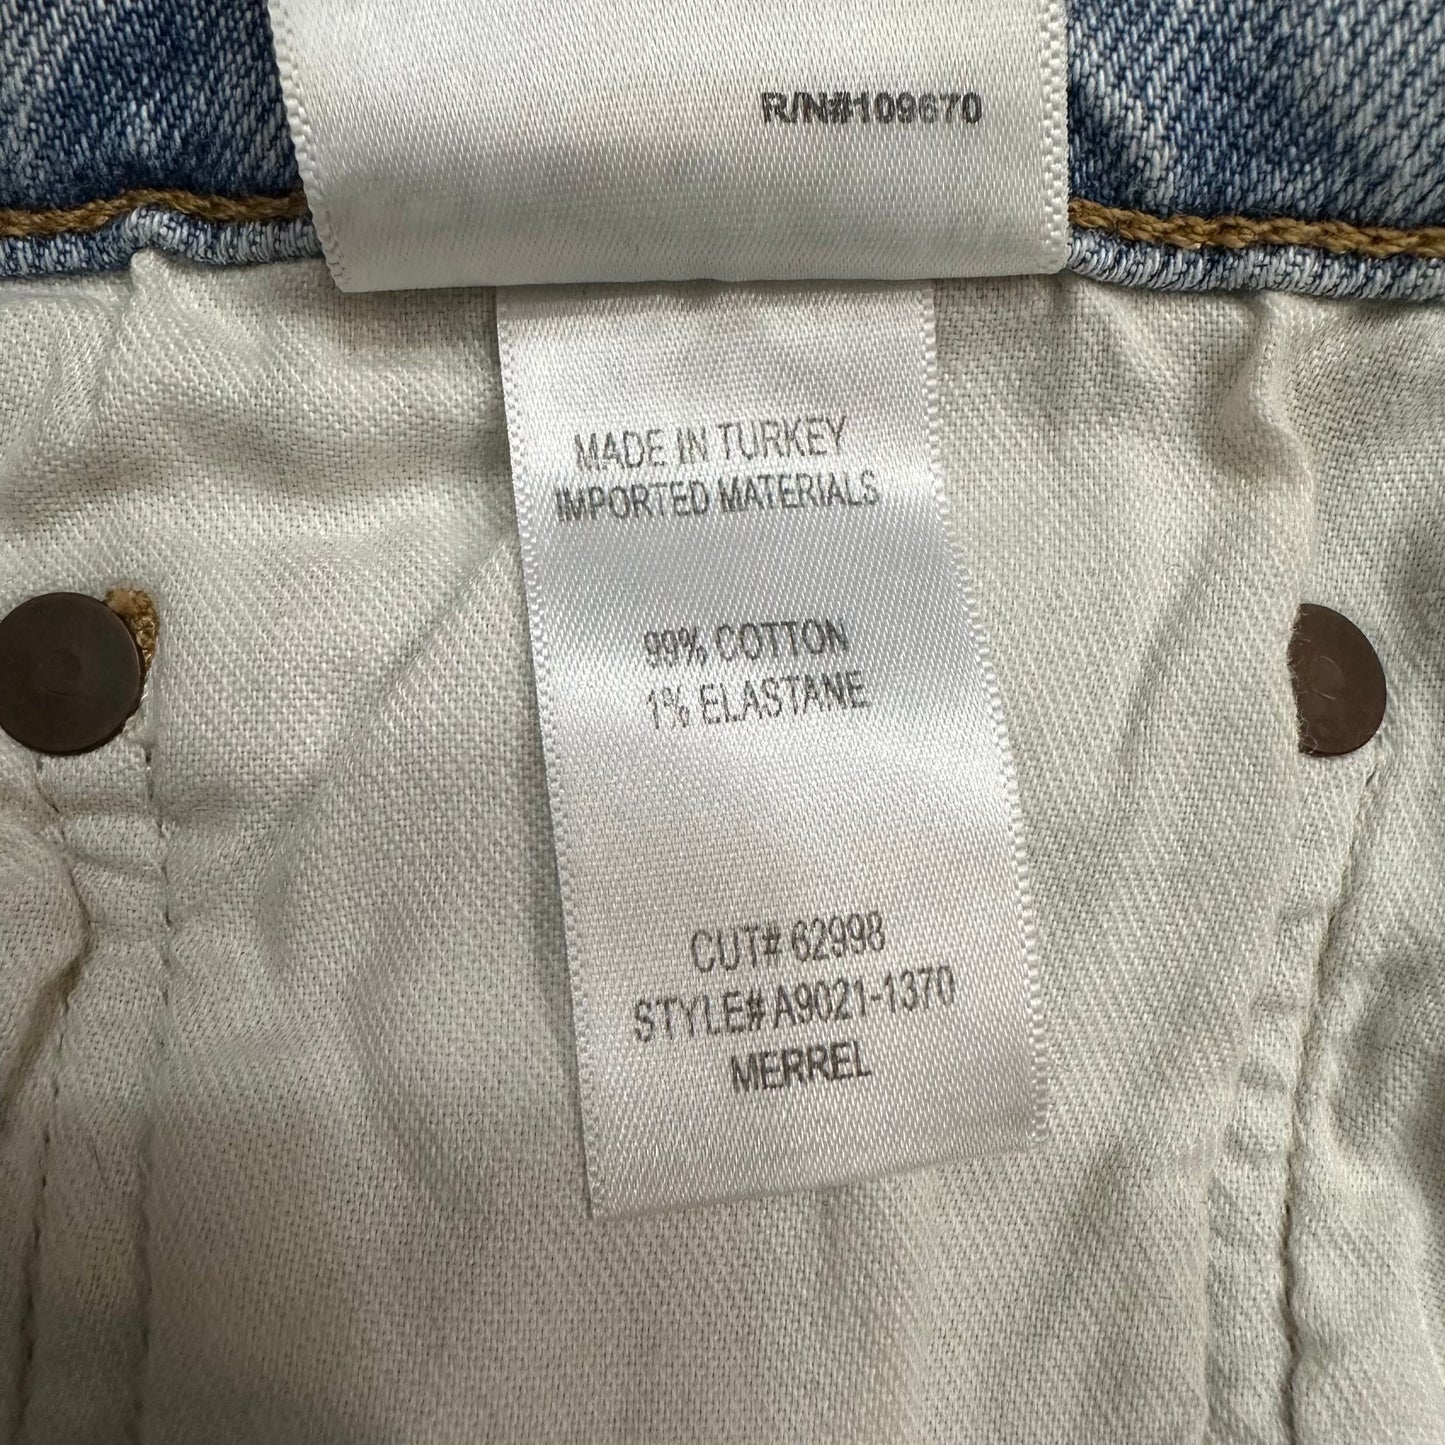 R/N#109670
MADE IN TURKEY
IMPORTED MATERIALS
99% COTTON
1% ELASTANE
CUT# 62998
STYLE# A9021-1370
MERREL